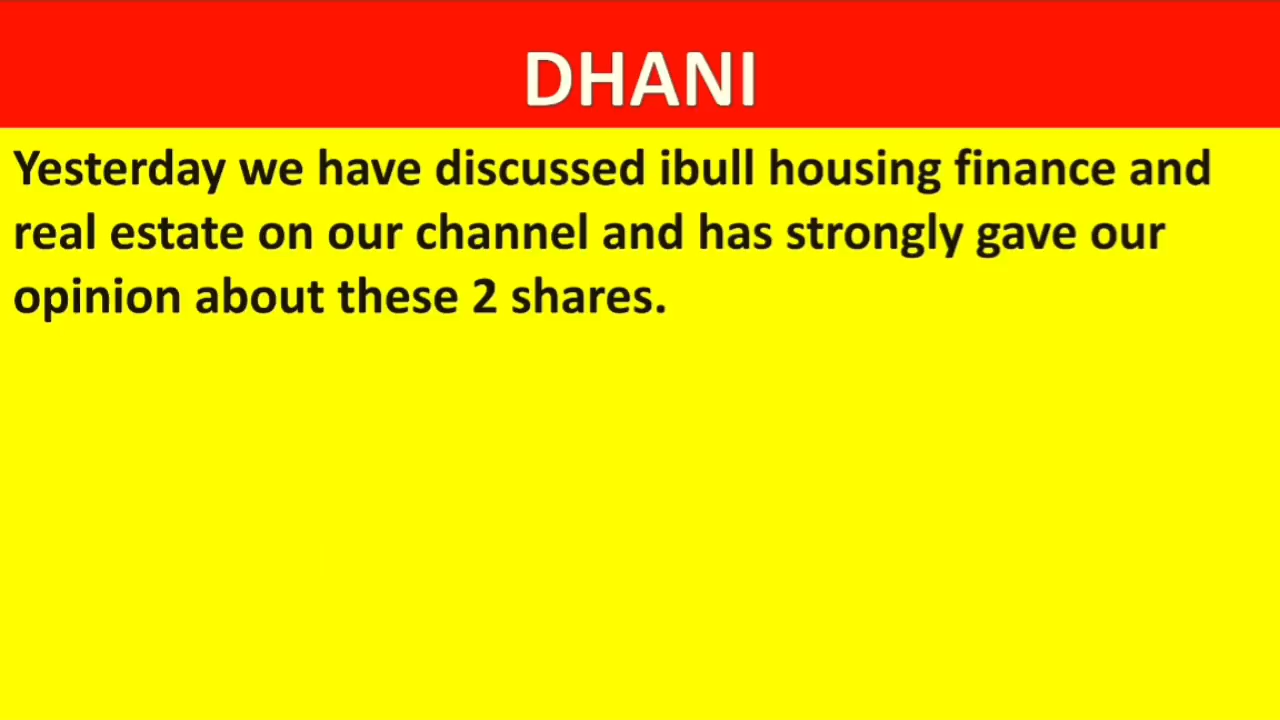 DHANI
Yesterday we have discussed ibull housing finance and
real estate on our channel and has strongly gave our
opinion about these 2 shares.